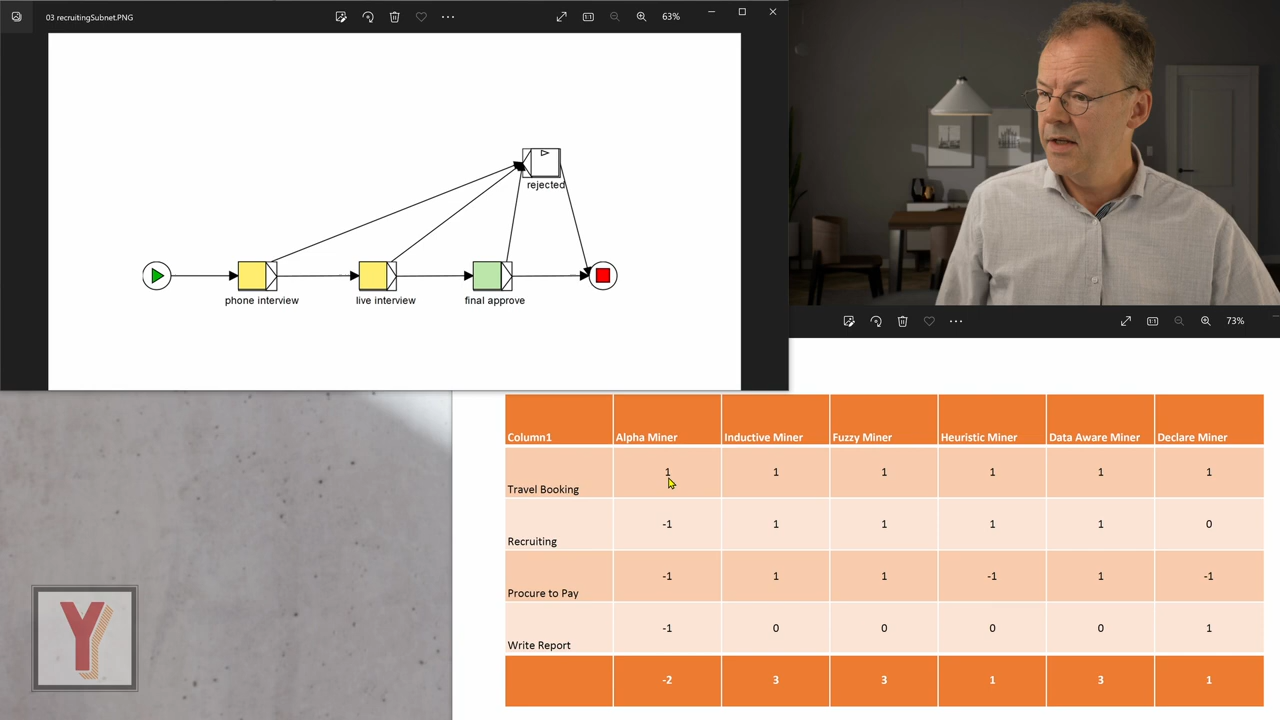 03 recruitingSubnet.PNG
63%
rejected
phone interview
live interview
final approve
73%
Column1 Alpha Miner Inductive Miner Fuzzy Miner Heuristic Miner Data Aware Miner Declare Miner
Travel Booking 1 1 1 1 1 1
Recruiting -1 1 1 1 1 0
Procure to Pay -1 1 1 -1 1 -1
Write Report -1 0 0 0 0 1
-2 3 3 1 3 1
Y